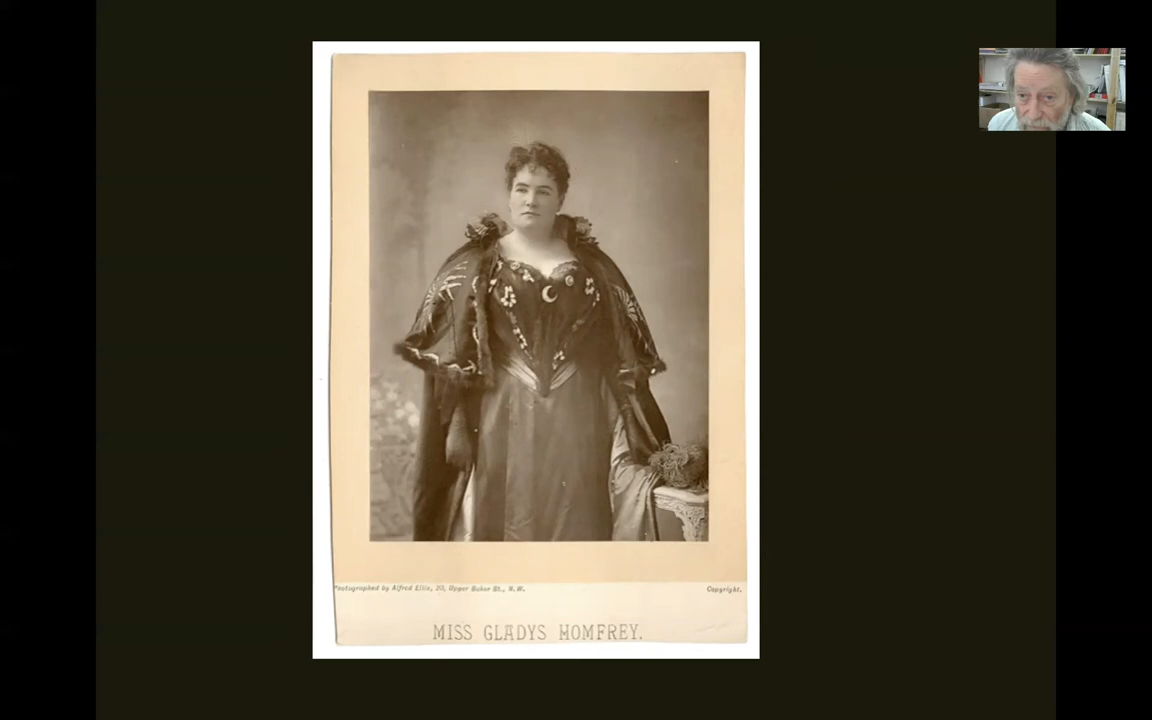 Photographed by Alfred Ellis, 20, Upper Baker St., N.W. Copyright.
MISS GLADYS HOMFREY.